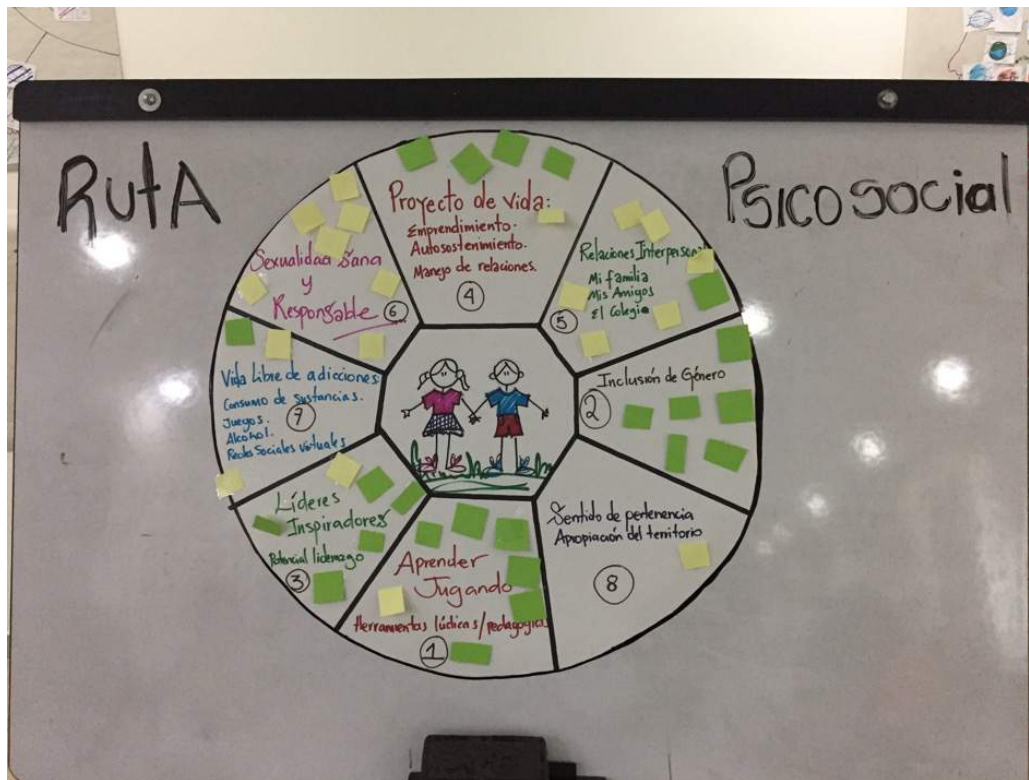 RUtA
PSICOSOCIAL
Proyecto de vida:
Emprendimiento.
Autosostenimiento.
Manejo de relaciones.
4
Relaciones Interperson
Mi familia
Mis Amigos
El Colegio
5
Inclusión de Género
2
Sentido de pertenencia
Apropiación del territorio
8
Aprender
Jugando
Herramientas lúdicas/pedagógicas
1
Líderes
Inspiradores
Potencial liderazgo
3
Vida Libre de adicciones
Consumo de sustancias.
Juegos.
Alcohol.
Redes Sociales virtuales
7
Sexualidad Sana
y
Responsable
6